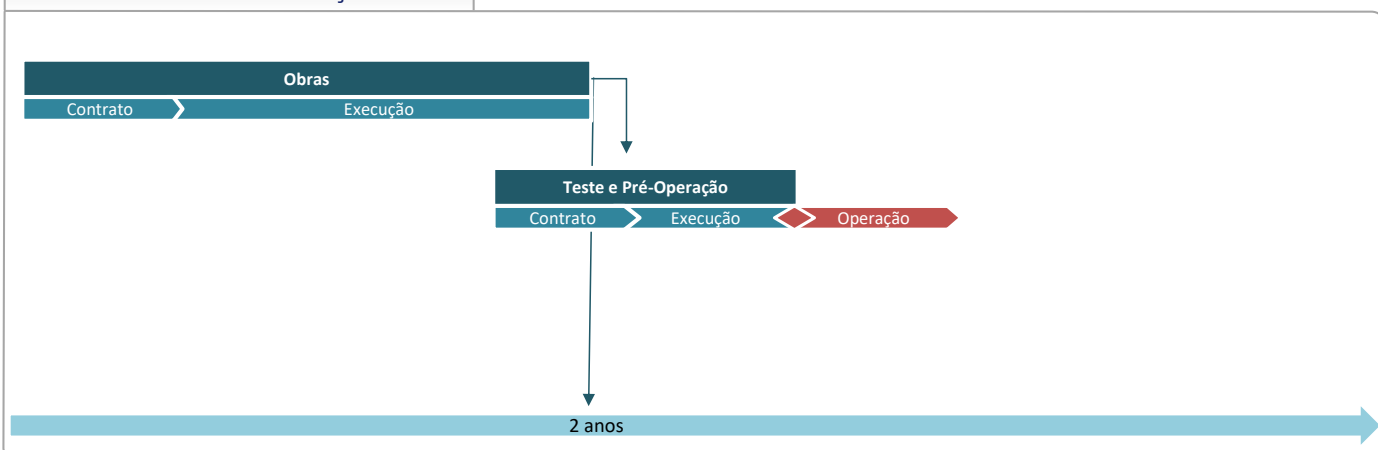 Obras
Contrato Execução
Teste e Pré-Operação
Contrato Execução Operação
2 anos